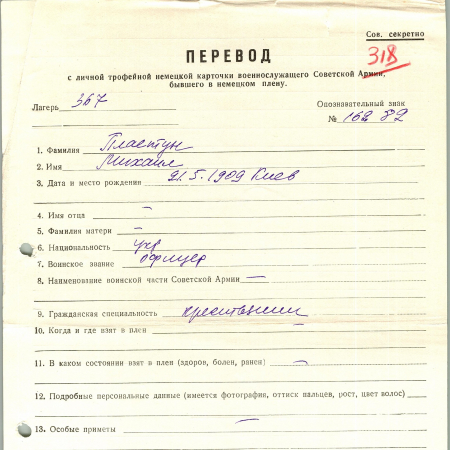 Сов. секретно
318
ПЕРЕВОД
с личной трофейной немецкой карточки военнослужащего Советской Армии,
бывшего в немецком плену.
Лагерь 367
Опознавательный знак
№ 162 82
1. Фамилия Пластун
2. Имя Михаил
3. Дата и место рождения 21.5.1909 Киев
4. Имя отца —
5. Фамилия матери —
6. Национальность укр
7. Воинское звание офицер
8. Наименование воинской части Советской Армии —
9. Гражданская специальность
10. Когда и где взят в плен —
11. В каком состоянии взят в плен (здоров, болен, ранен) —
12. Подробные персональные данные (имеется фотография, оттиск пальцев, рост, цвет волос)
13. Особые приметы —